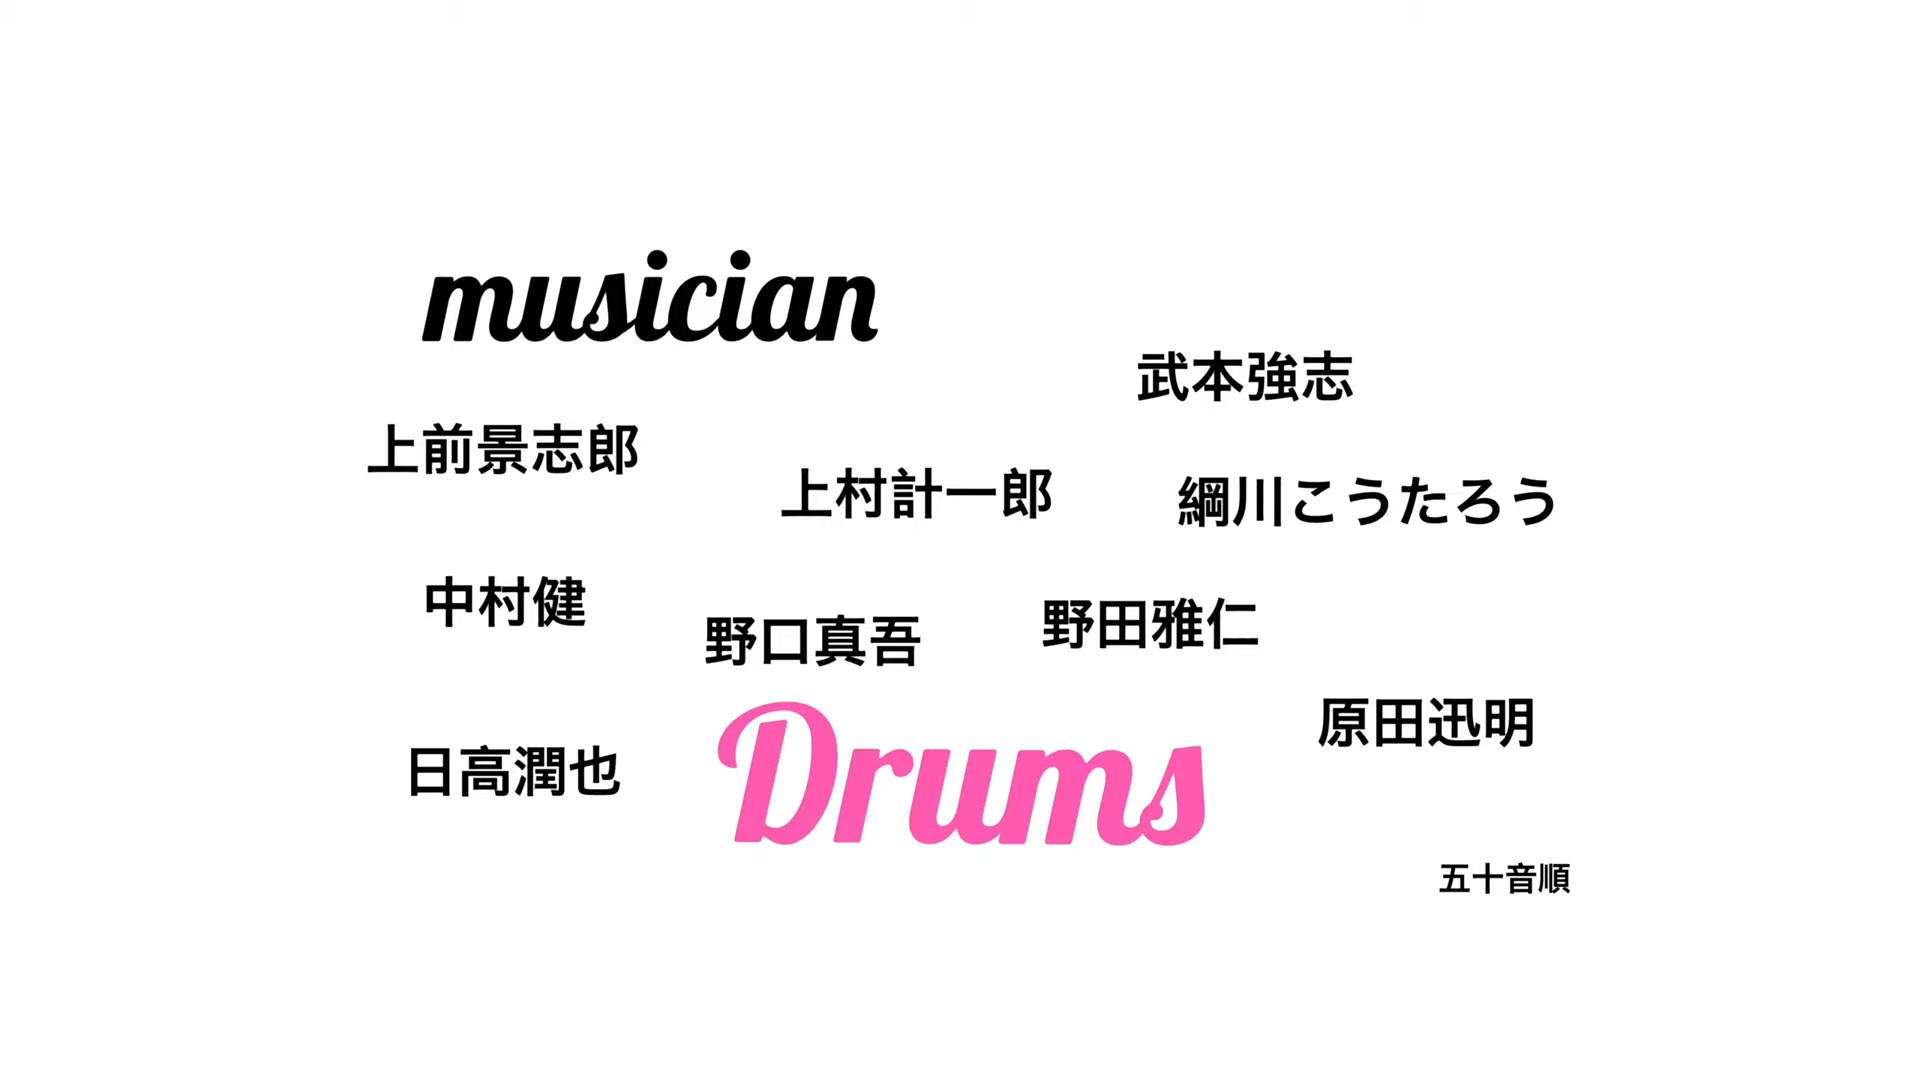 musician
武本強志
上前景志郎
上村計一郎
綱川こうたろう
中村健
野口真吾
野田雅仁
原田迅明
日高潤也
Drums
五十音順